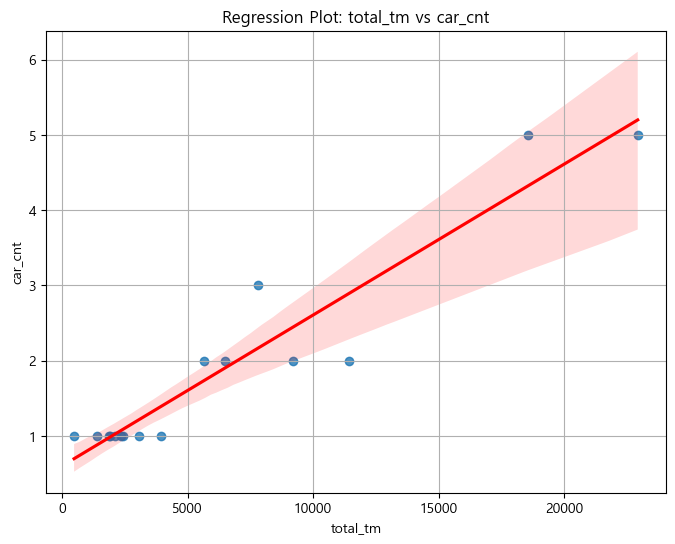 Regression Plot: total_tm vs car_cnt
6
5
4
3
2
1
car_cnt
0 5000 10000 15000 20000
total_tm